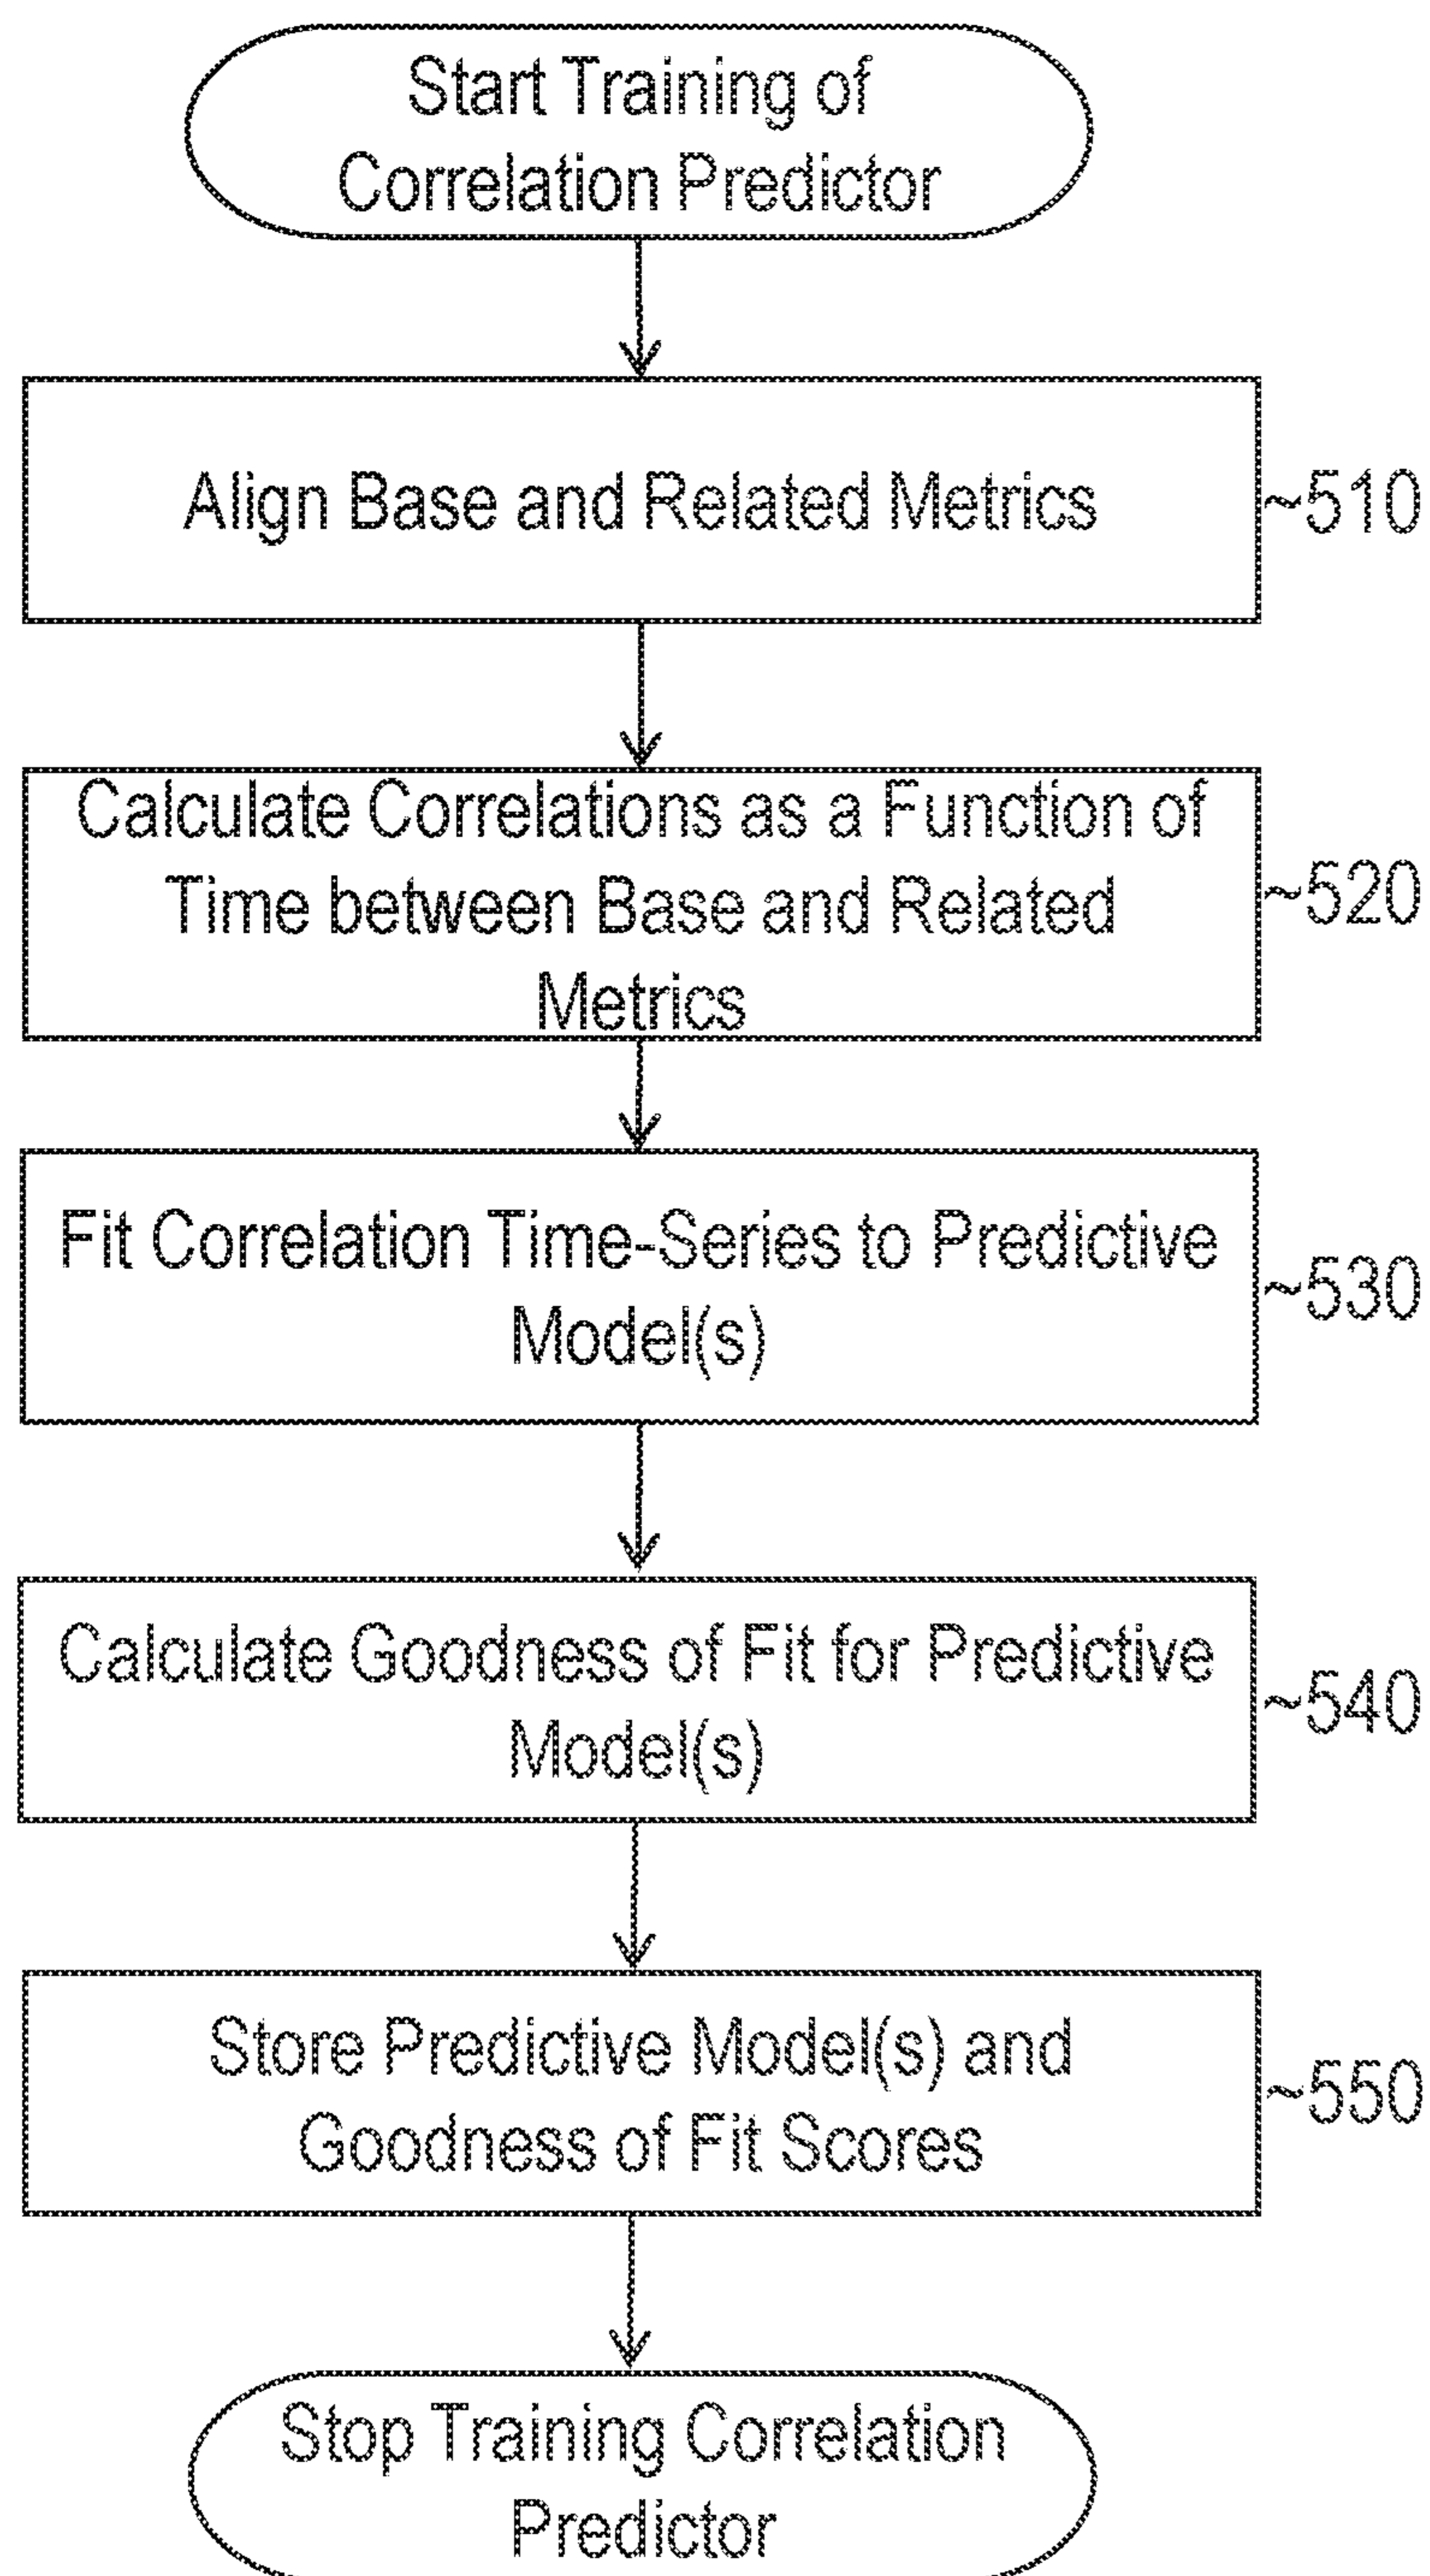 Start Training of
Correlation Predictor
Align Base and Related Metrics
~510
Calculate Correlations as a Function of
Time between Base and Related
Metrics
~520
Fit Correlation Time-Series to Predictive
Model(s)
~530
Calculate Goodness of Fit for Predictive
Model(s)
~540
Store Predictive Model(s) and
Goodness of Fit Scores
~550
Stop Training Correlation
Predictor